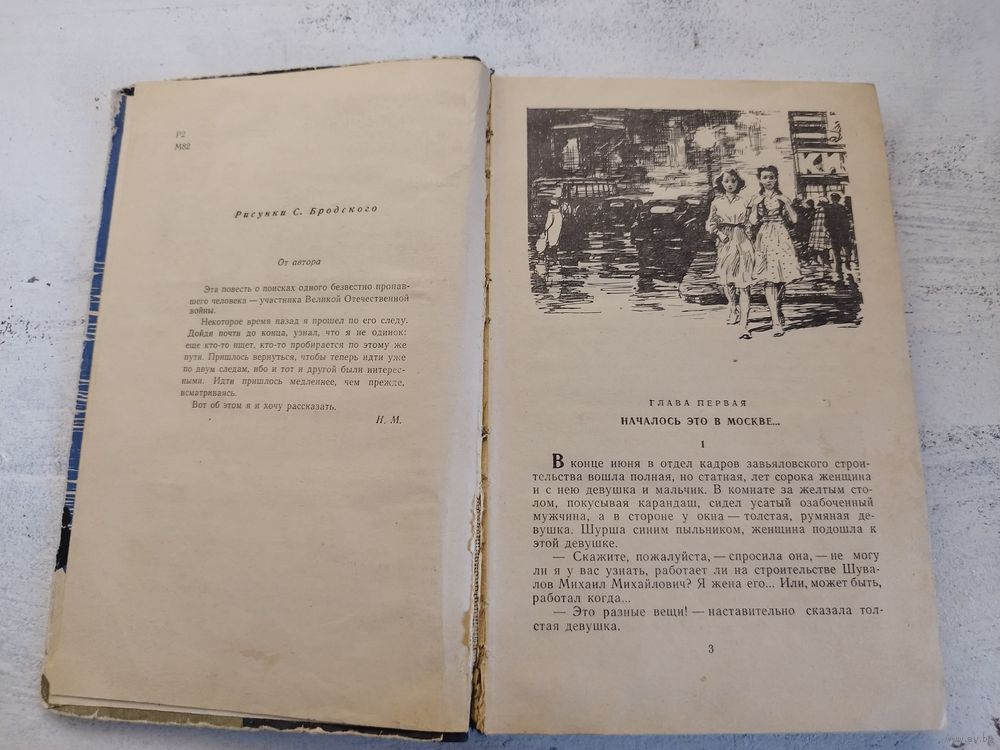 Р2
М82
Рисунки С. Бродского
От автора
Эта повесть о поисках одного безвестно пропав-
шего человека — участника Великой Отечественной
войны.
Некоторое время назад я прошел по его следу.
Дойдя почти до конца, узнал, что я не одинок:
еще кто-то ищет, кто-то пробирается по этому же
пути. Пришлось вернуться, чтобы теперь идти уже
по двум следам, ибо и тот и другой были интерес-
ными. Идти пришлось медленнее, чем прежде,
всматриваясь.
Вот об этом я и хочу рассказать.
Н. М.
КИ
ГЛАВА ПЕРВАЯ
НАЧАЛОСЬ ЭТО В МОСКВЕ...
1
В конце июня в отдел кадров завьяловского строи-
тельства вошла полная, но статная, лет сорока женщина
и с нею девушка и мальчик. В комнате за желтым сто-
лом, покусывая карандаш, сидел усатый озабоченный
мужчина, а в стороне у окна — толстая, румяная де-
вушка. Шурша синим пыльником, женщина подошла к
этой девушке.
— Скажите, пожалуйста, — спросила она, — не могу
ли я у вас узнать, работает ли на строительстве Шува-
лов Михаил Михайлович? Я жена его... Или, может быть,
работал когда...
— Это разные вещи! — наставительно сказала тол-
стая девушка.
3
www.ay.by